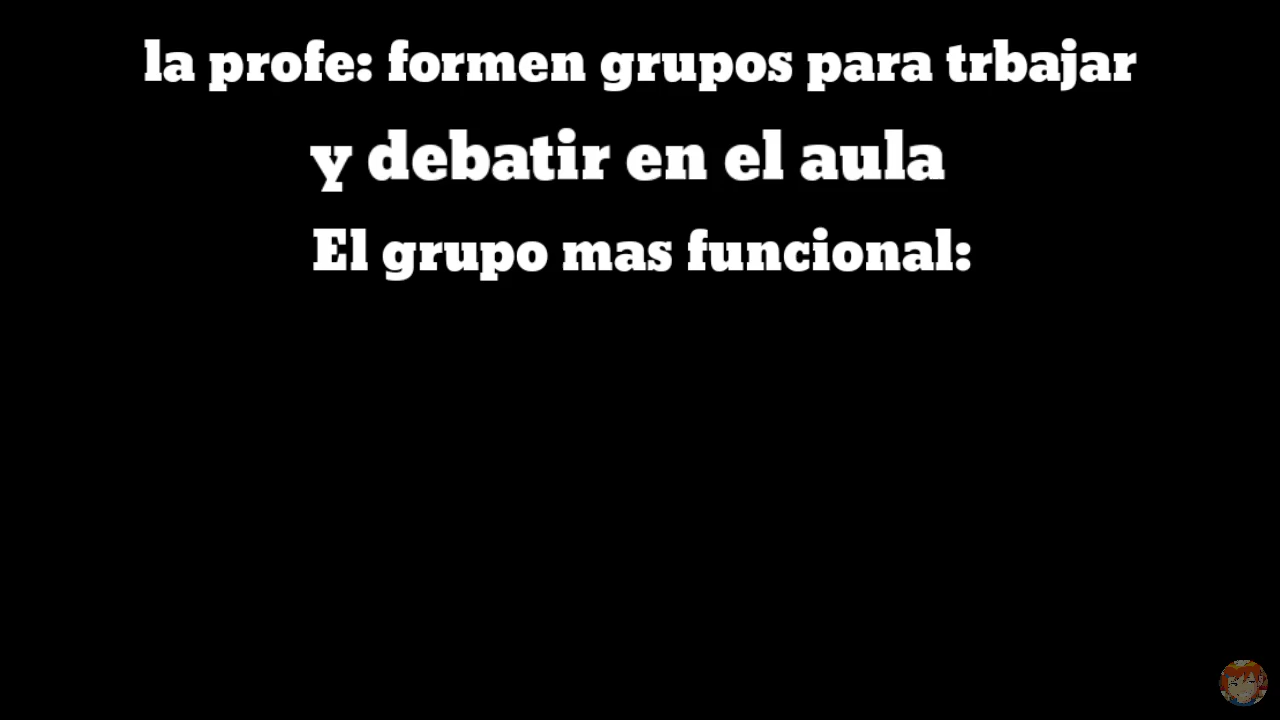 la profe: formen grupos para trbajar
y debatir en el aula
El grupo mas funcional: